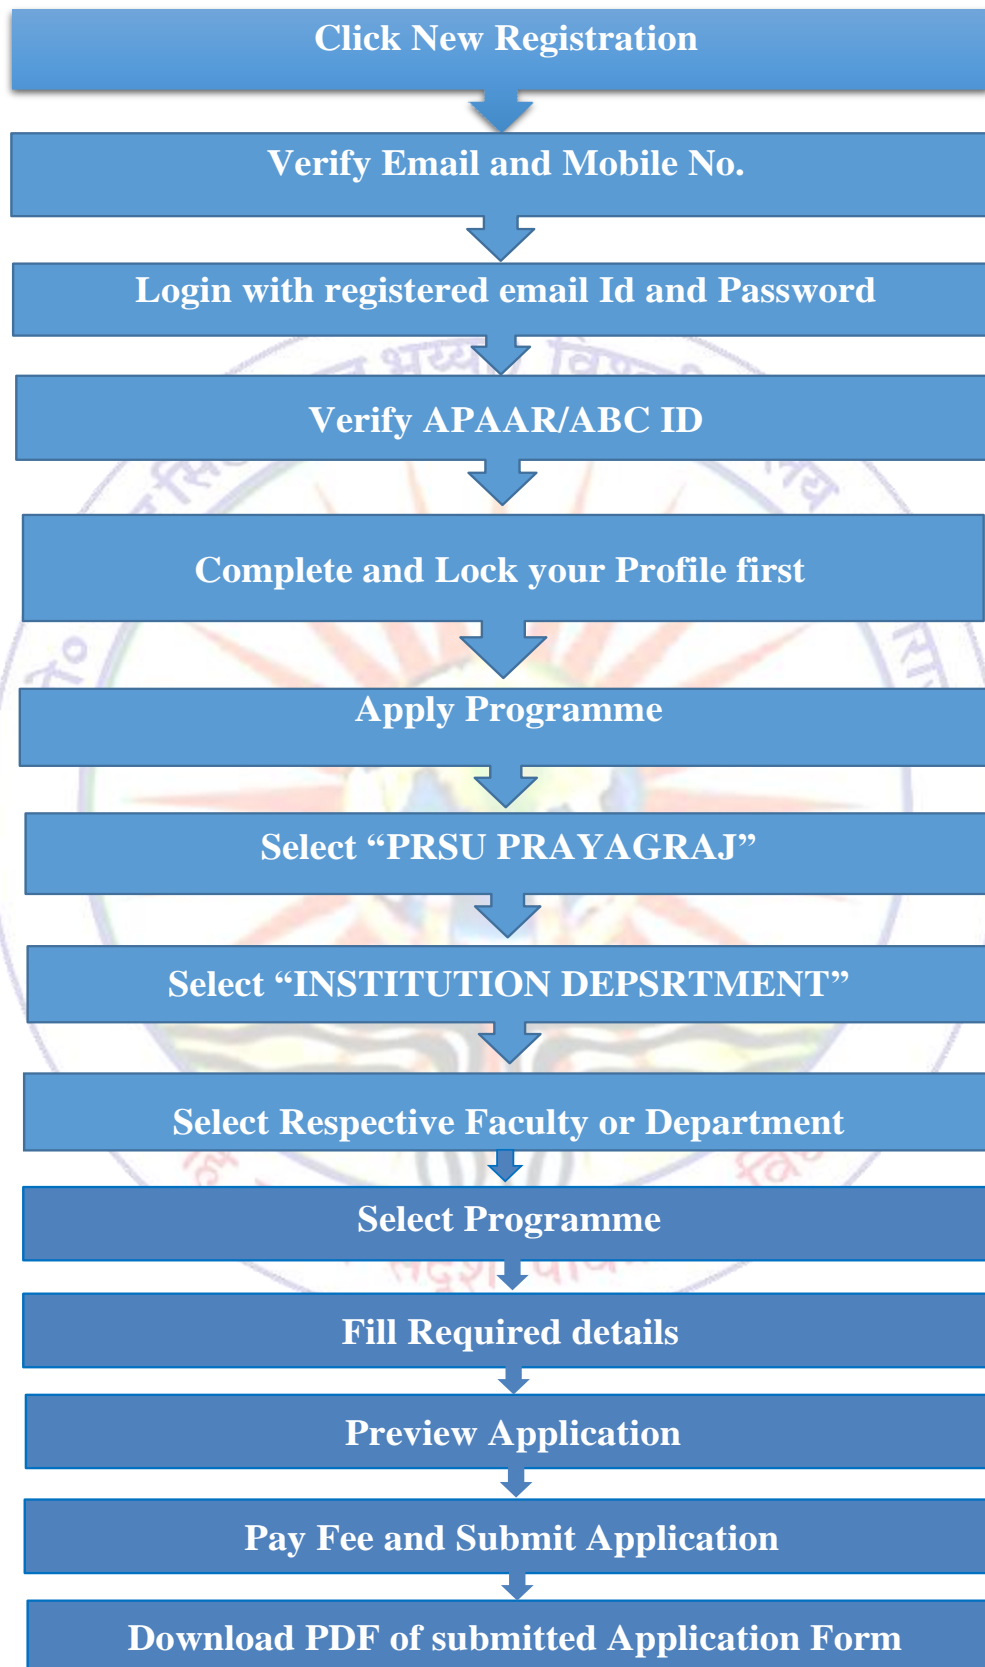 Click New Registration
Verify Email and Mobile No.
Login with registered email Id and Password
भय्या
Verify APAAR/ABC ID
Complete and Lock your Profile first
Apply Programme
Select “PRSU PRAYAGRAJ”
Select “INSTITUTION DEPSRTMENT”
Select Respective Faculty or Department
Select Programme
Fill Required details
Preview Application
Pay Fee and Submit Application
Download PDF of submitted Application Form